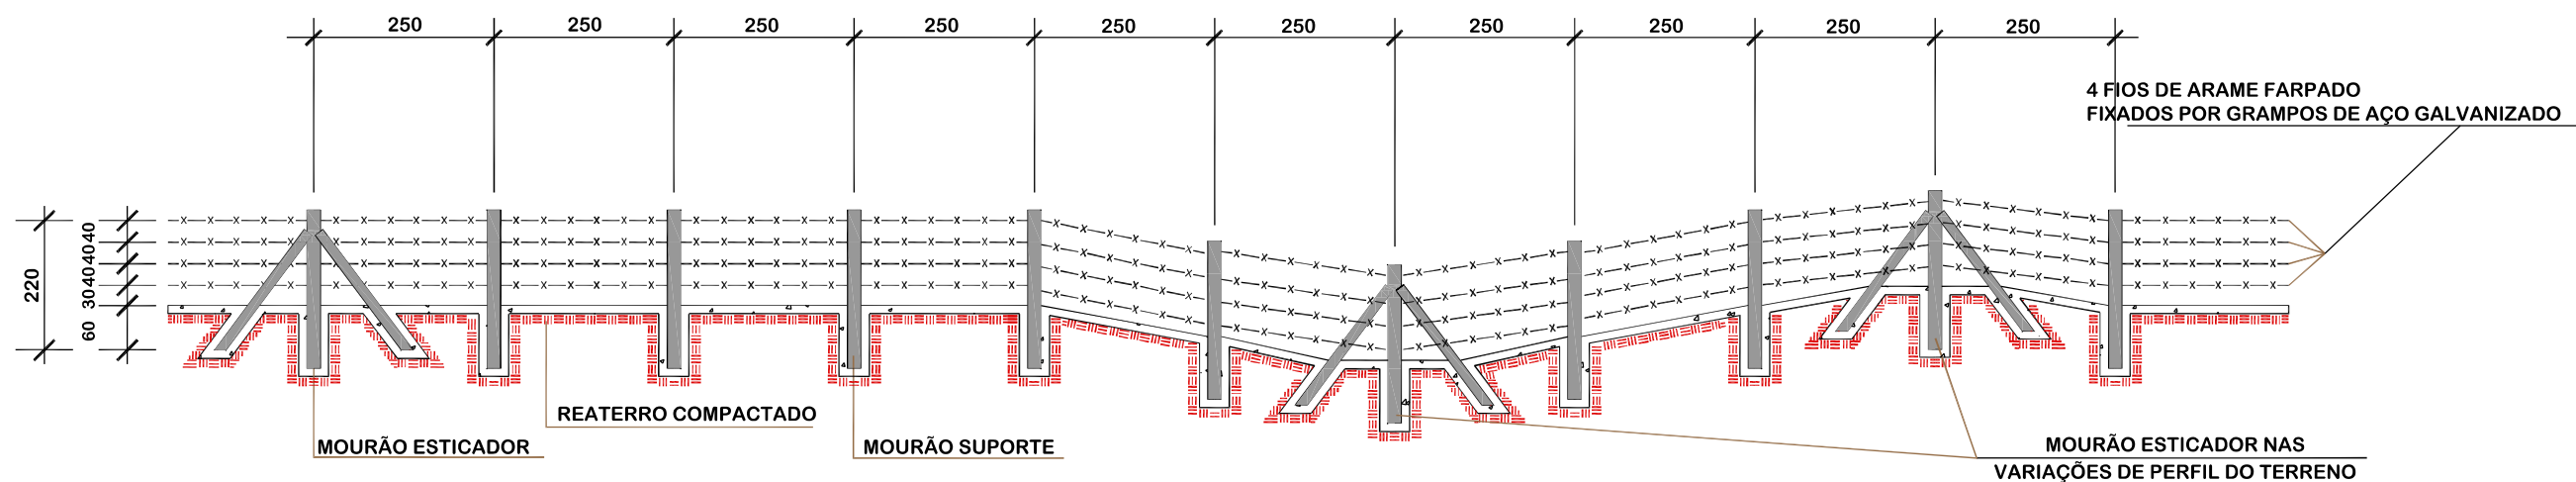 250
250
250
250
250
250
250
250
250
250
4 FIOS DE ARAME FARPADO
FIXADOS POR GRAMPOS DE AÇO GALVANIZADO
220
40
40
40
30
60
REATERRO COMPACTADO
MOURÃO ESTICADOR
MOURÃO SUPORTE
MOURÃO ESTICADOR NAS
VARIAÇÕES DE PERFIL DO TERRENO